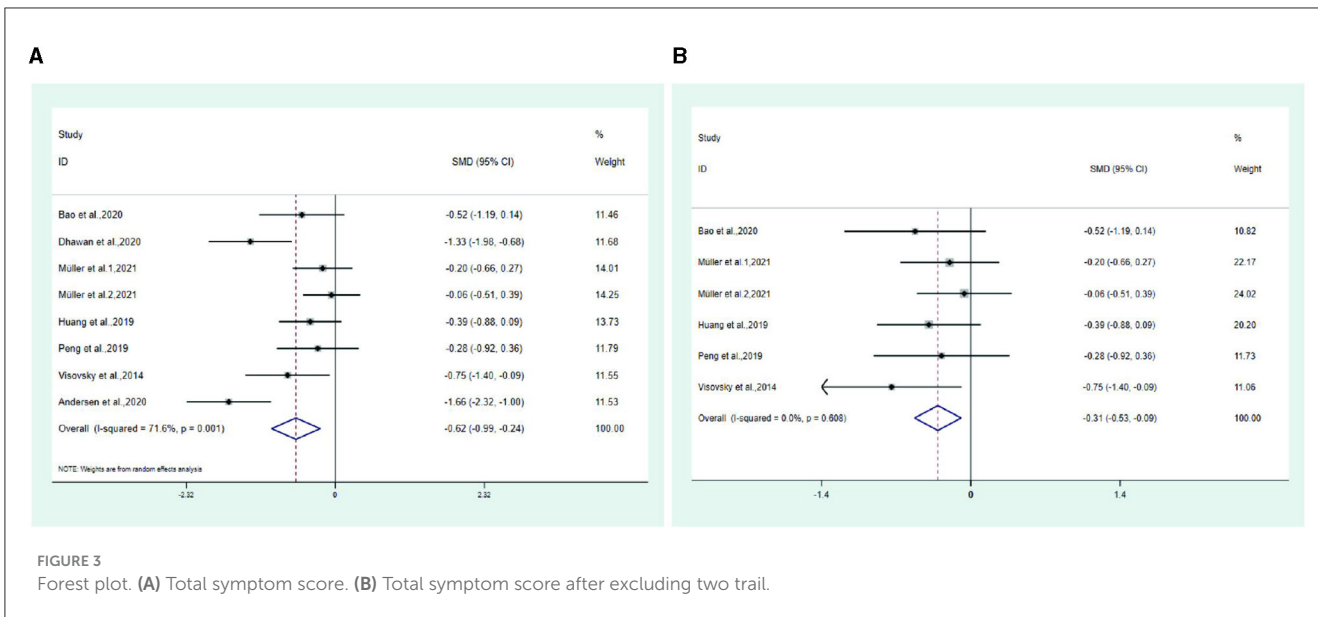 A
Study %
ID SMD (95% CI) Weight
Bao et al.,2020 -0.52 (-1.19, 0.14) 11.46
Dhawan et al.,2020 -1.33 (-1.98, -0.68) 11.68
Müller et al.1,2021 -0.20 (-0.66, 0.27) 14.01
Müller et al.2,2021 -0.06 (-0.51, 0.39) 14.25
Huang et al.,2019 -0.39 (-0.88, 0.09) 13.73
Peng et al.,2019 -0.28 (-0.92, 0.36) 11.79
Visovsky et al.,2014 -0.75 (-1.40, -0.09) 11.55
Andersen et al.,2020 -1.66 (-2.32, -1.00) 11.53
Overall (I-squared = 71.6%, p = 0.001) -0.62 (-0.99, -0.24) 100.00
NOTE: Weights are from random effects analysis
-2.32 0 2.32
B
Study %
ID SMD (95% CI) Weight
Bao et al.,2020 -0.52 (-1.19, 0.14) 10.82
Müller et al.1,2021 -0.20 (-0.66, 0.27) 22.17
Müller et al.2,2021 -0.06 (-0.51, 0.39) 24.02
Huang et al.,2019 -0.39 (-0.88, 0.09) 20.20
Peng et al.,2019 -0.28 (-0.92, 0.36) 11.73
Visovsky et al.,2014 -0.75 (-1.40, -0.09) 11.06
Overall (I-squared = 0.0%, p = 0.608) -0.31 (-0.53, -0.09) 100.00
-1.4 0 1.4
FIGURE 3
Forest plot. (A) Total symptom score. (B) Total symptom score after excluding two trail.